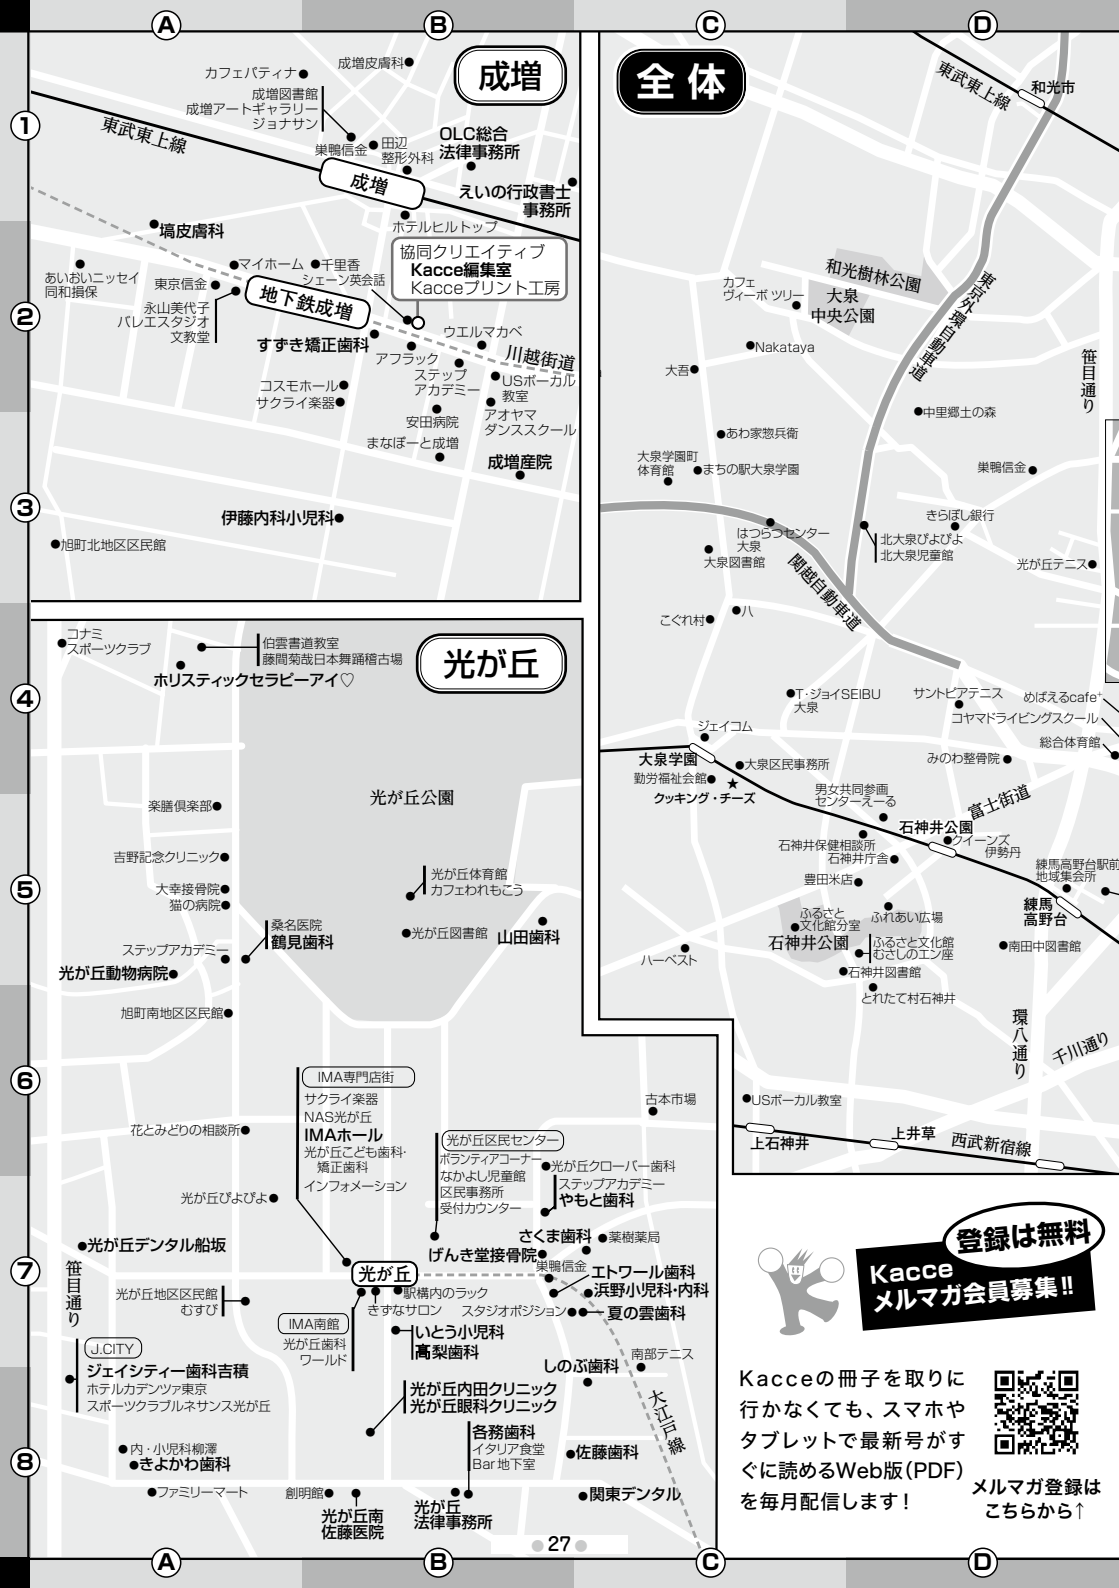 A
B
C
D
1
2
3
4
5
6
7
8
成増
カフェパティナ
成増皮膚科
成増図書館
成増アートギャラリー
ジョナサン
東武東上線
巣鴨信金
田辺
整形外科
OLC総合
法律事務所
成増
えいの行政書士
事務所
ホテルヒルトップ
塙皮膚科
協同クリエイティブ
Kacce編集室
Kacceプリント工房
あいおいニッセイ
同和損保
東京信金
マイホーム
千里香
シェーン英会話
永山美代子
バレエスタジオ
文教堂
地下鉄成増
すずき矯正歯科
アフラック
ウエルマカベ
川越街道
ステップ
アカデミー
USボーカル
教室
コスモホール
サクライ楽器
安田病院
アオヤマ
ダンススクール
まなぽーと成増
成増産院
伊藤内科小児科
旭町北地区区民館
全体
東武東上線
和光市
和光樹林公園
カフェ
ヴィーボ ツリー
大泉
中央公園
東京外環自動車道
Nakataya
大吾
笹目通り
中里郷土の森
あわ家惣兵衛
大泉学園町
体育館
まちの駅大泉学園
巣鴨信金
きらぼし銀行
はつらつセンター
大泉
北大泉ぴよぴよ
北大泉児童館
大泉図書館
関越自動車道
光が丘テニス
こぐれ村
八
T・ジョイSEIBU
大泉
サントピアテニス
めばえるcafe+
コヤマドライビングスクール
ジェイコム
総合体育館
大泉学園
大泉区民事務所
みのわ整骨院
勤労福祉会館
クッキング・チーズ
男女共同参画
センターえーる
富士街道
石神井公園
石神井保健相談所
クイーンズ
伊勢丹
石神井庁舎
練馬高野台駅前
地域集会所
豊田米店
練馬
高野台
ふるさと
文化館分室
ふれあい広場
石神井公園
ふるさと文化館
むさしのエン座
南田中図書館
ハーベスト
石神井図書館
とれたて村石神井
環八通り
千川通り
USボーカル教室
上石神井
上井草
西武新宿線
光が丘
コナミ
スポーツクラブ
伯雲書道教室
藤間菊哉日本舞踊稽古場
ホリスティックセラピーアイ♡
光が丘公園
楽膳倶楽部
吉野記念クリニック
大幸接骨院
猫の病院
光が丘体育館
カフェわれもこう
桑名医院
鶴見歯科
光が丘図書館
山田歯科
ステップアカデミー
光が丘動物病院
旭町南地区区民館
IMA専門店街
サクライ楽器
NAS光が丘
IMAホール
光が丘こども歯科・
矯正歯科
インフォメーション
古本市場
花とみどりの相談所
光が丘区民センター
ボランティアコーナー
なかよし児童館
区民事務所
受付カウンター
光が丘クローバー歯科
ステップアカデミー
やもと歯科
光が丘ぴよぴよ
光が丘デンタル船坂
さくま歯科
薬樹薬局
げんき堂接骨院
巣鴨信金
笹目通り
光が丘
エトワール歯科
浜野小児科・内科
駅構内のラック
きずなサロン
スタジオポジション
夏の雲歯科
光が丘地区区民館
むすび
IMA南館
光が丘歯科
ワールド
いとう小児科
高梨歯科
J.CITY
ジェイシティー歯科吉積
ホテルカデンツァ東京
スポーツクラブルネサンス光が丘
しのぶ歯科
南部テニス
光が丘内田クリニック
光が丘眼科クリニック
大江戸線
各務歯科
イタリア食堂
Bar地下室
内・小児科柳澤
きよかわ歯科
佐藤歯科
ファミリーマート
創明館
光が丘南
佐藤医院
光が丘
法律事務所
関東デンタル
登録は無料
Kacce
メルマガ会員募集!!
Kacceの冊子を取りに
行かなくても、スマホや
タブレットで最新号がす
ぐに読めるWeb版（PDF）
を毎月配信します！
メルマガ登録は
こちらから↑
27
A
B
C
D